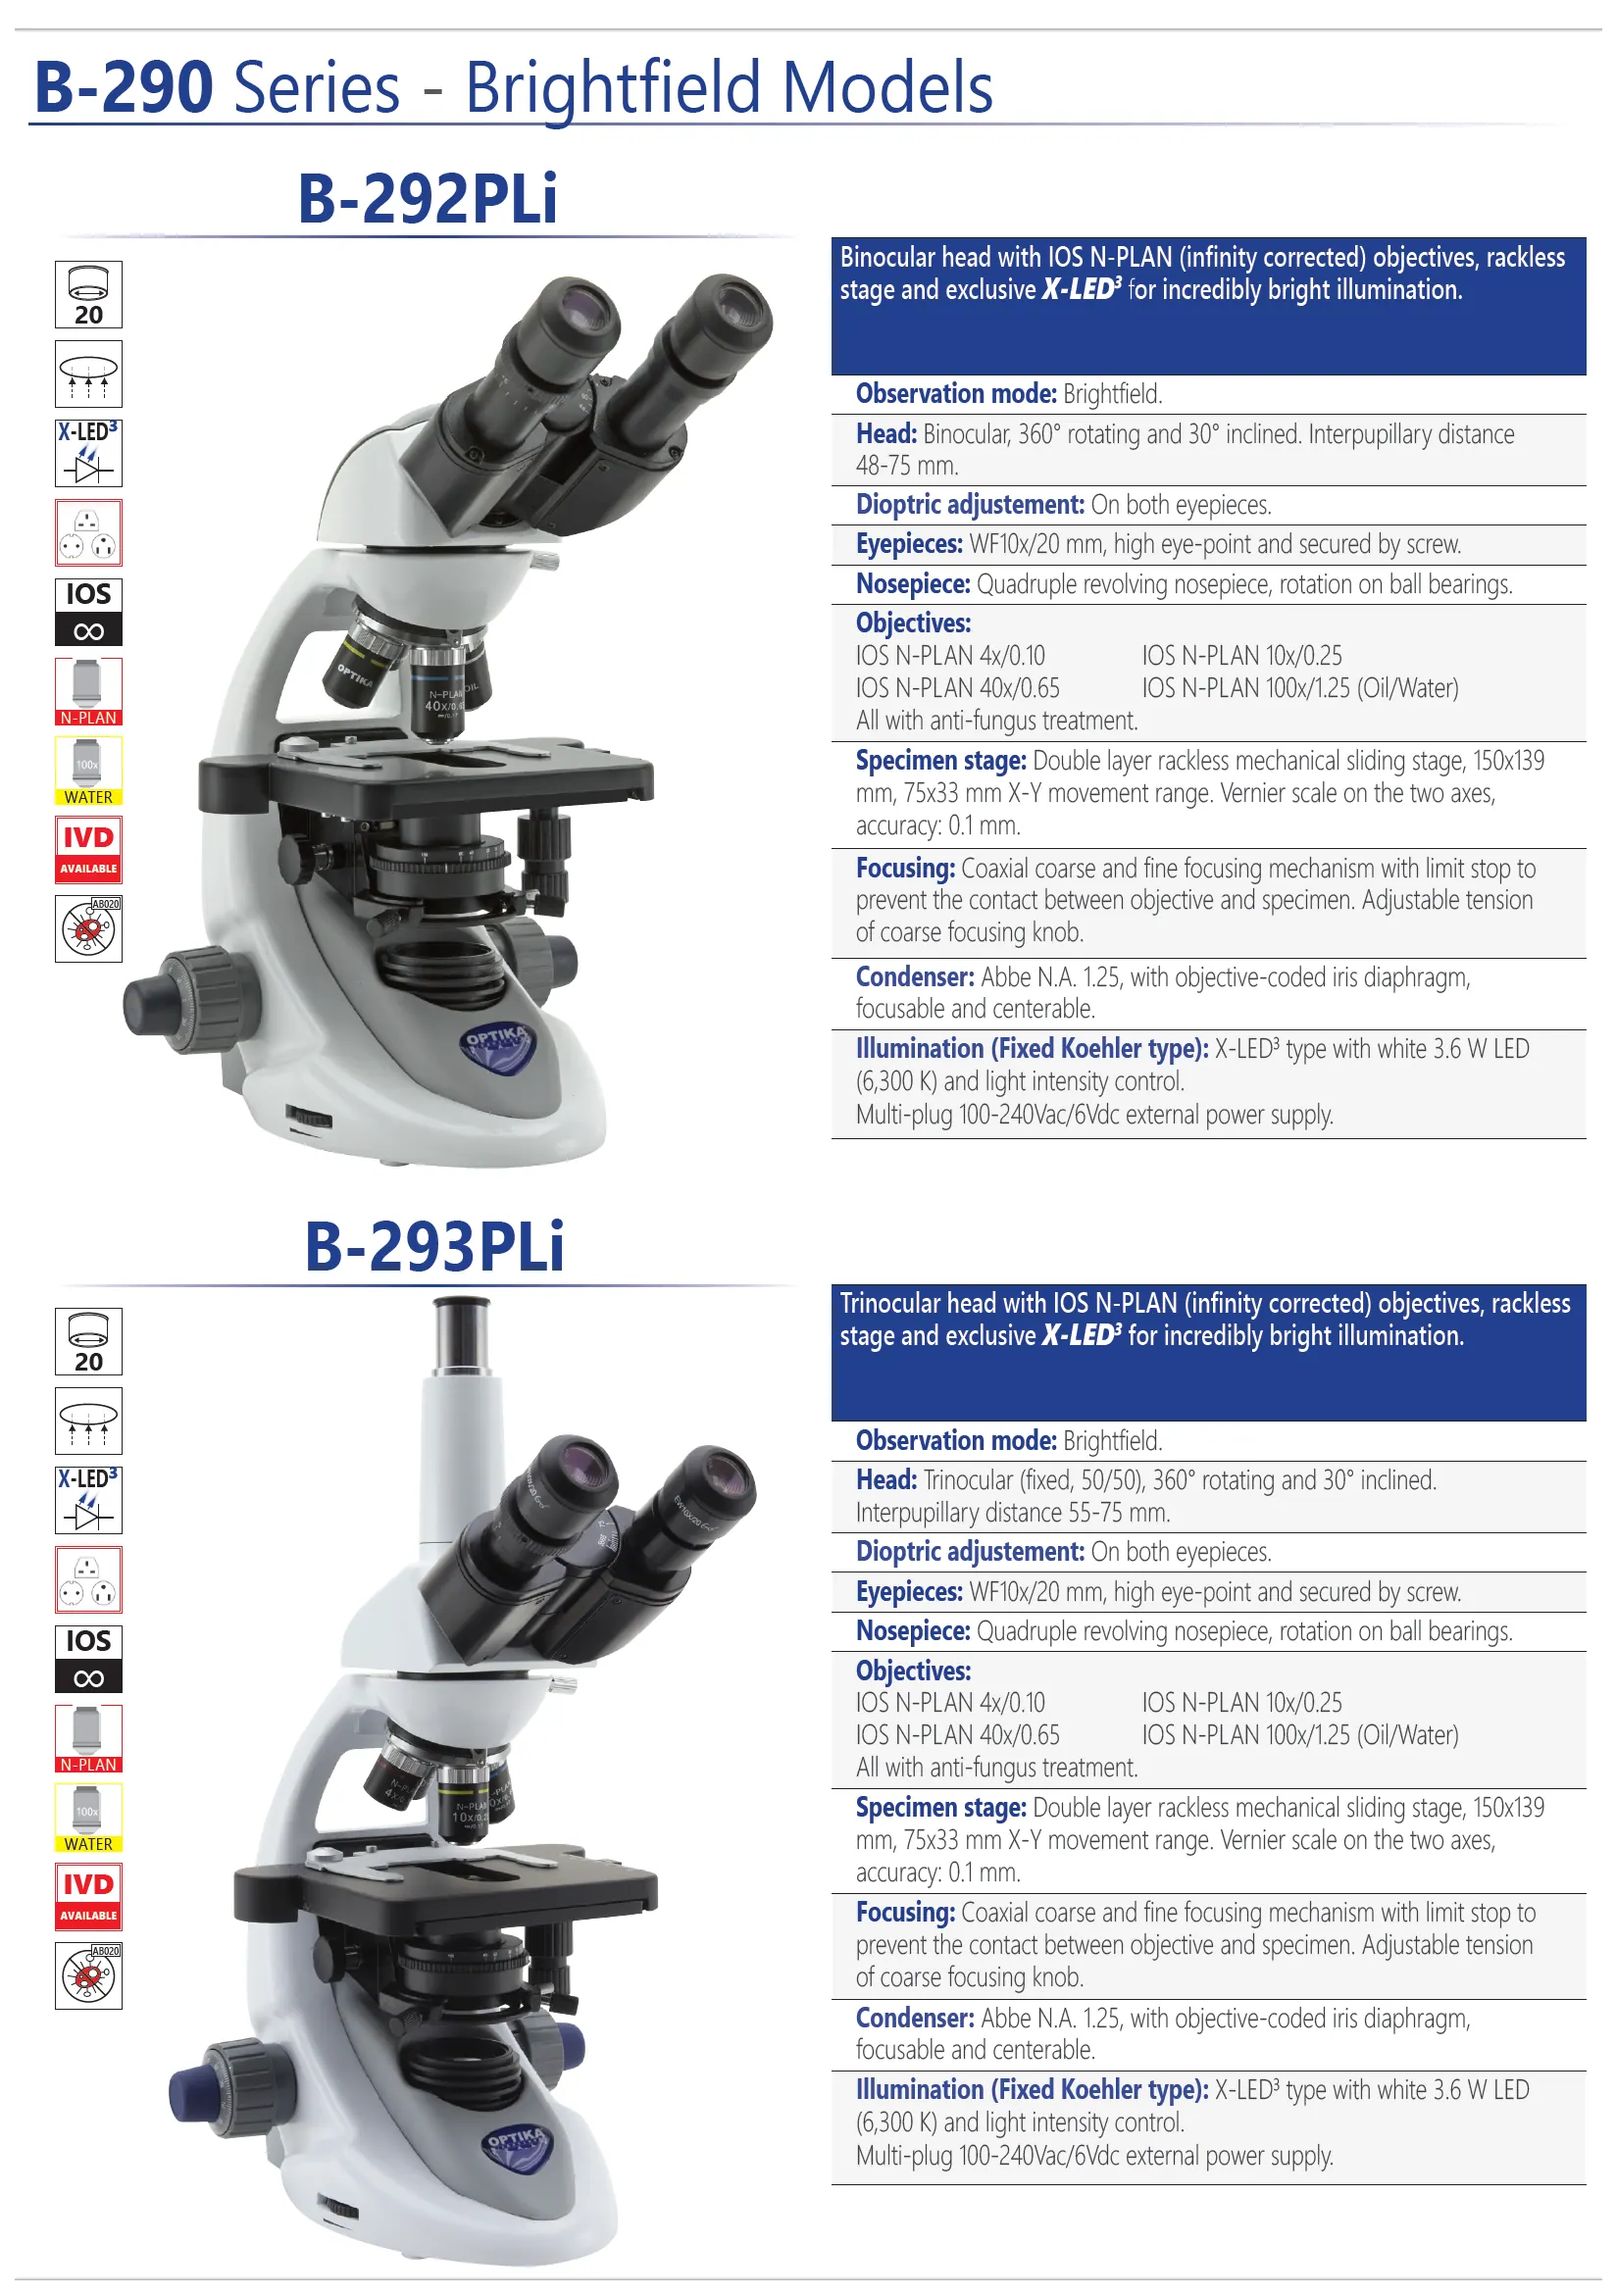 B-290 Series - Brightfield Models
B-292PLi
20
X-LED³
IOS
∞
N-PLAN
100x
WATER
IVD
AVAILABLE
AB020
OPTIKA
N-PLAN
OIL
40X/0.65
OPTIKA
Binocular head with IOS N-PLAN (infinity corrected) objectives, rackless
stage and exclusive X-LED³ for incredibly bright illumination.
Observation mode: Brightfield.
Head: Binocular, 360° rotating and 30° inclined. Interpupillary distance
48-75 mm.
Dioptric adjustement: On both eyepieces.
Eyepieces: WF10x/20 mm, high eye-point and secured by screw.
Nosepiece: Quadruple revolving nosepiece, rotation on ball bearings.
Objectives:
IOS N-PLAN 4x/0.10 IOS N-PLAN 10x/0.25
IOS N-PLAN 40x/0.65 IOS N-PLAN 100x/1.25 (Oil/Water)
All with anti-fungus treatment.
Specimen stage: Double layer rackless mechanical sliding stage, 150x139
mm, 75x33 mm X-Y movement range. Vernier scale on the two axes,
accuracy: 0.1 mm.
Focusing: Coaxial coarse and fine focusing mechanism with limit stop to
prevent the contact between objective and specimen. Adjustable tension
of coarse focusing knob.
Condenser: Abbe N.A. 1.25, with objective-coded iris diaphragm,
focusable and centerable.
Illumination (Fixed Koehler type): X-LED³ type with white 3.6 W LED
(6,300 K) and light intensity control.
Multi-plug 100-240Vac/6Vdc external power supply.
B-293PLi
20
X-LED³
IOS
∞
N-PLAN
100x
WATER
IVD
AVAILABLE
AB020
N-PLAN
OPTIKA
Trinocular head with IOS N-PLAN (infinity corrected) objectives, rackless
stage and exclusive X-LED³ for incredibly bright illumination.
Observation mode: Brightfield.
Head: Trinocular (fixed, 50/50), 360° rotating and 30° inclined.
Interpupillary distance 55-75 mm.
Dioptric adjustement: On both eyepieces.
Eyepieces: WF10x/20 mm, high eye-point and secured by screw.
Nosepiece: Quadruple revolving nosepiece, rotation on ball bearings.
Objectives:
IOS N-PLAN 4x/0.10 IOS N-PLAN 10x/0.25
IOS N-PLAN 40x/0.65 IOS N-PLAN 100x/1.25 (Oil/Water)
All with anti-fungus treatment.
Specimen stage: Double layer rackless mechanical sliding stage, 150x139
mm, 75x33 mm X-Y movement range. Vernier scale on the two axes,
accuracy: 0.1 mm.
Focusing: Coaxial coarse and fine focusing mechanism with limit stop to
prevent the contact between objective and specimen. Adjustable tension
of coarse focusing knob.
Condenser: Abbe N.A. 1.25, with objective-coded iris diaphragm,
focusable and centerable.
Illumination (Fixed Koehler type): X-LED³ type with white 3.6 W LED
(6,300 K) and light intensity control.
Multi-plug 100-240Vac/6Vdc external power supply.